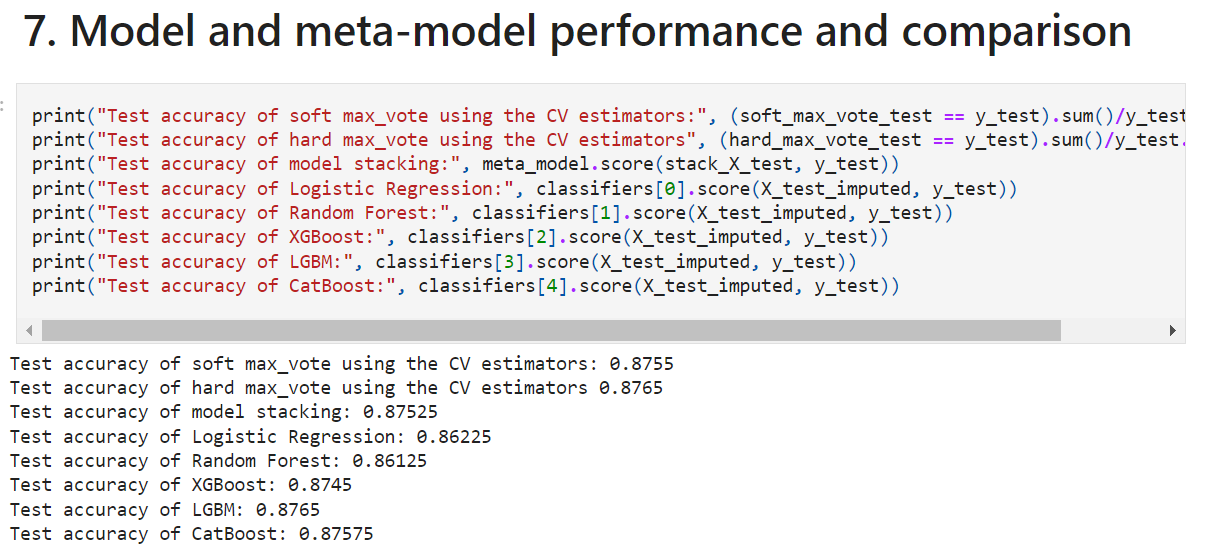 7. Model and meta-model performance and comparison
:
print("Test accuracy of soft max_vote using the CV estimators:", (soft_max_vote_test == y_test).sum()/y_test
print("Test accuracy of hard max_vote using the CV estimators", (hard_max_vote_test == y_test).sum()/y_test.
print("Test accuracy of model stacking:", meta_model.score(stack_X_test, y_test))
print("Test accuracy of Logistic Regression:", classifiers[0].score(X_test_imputed, y_test))
print("Test accuracy of Random Forest:", classifiers[1].score(X_test_imputed, y_test))
print("Test accuracy of XGBoost:", classifiers[2].score(X_test_imputed, y_test))
print("Test accuracy of LGBM:", classifiers[3].score(X_test_imputed, y_test))
print("Test accuracy of CatBoost:", classifiers[4].score(X_test_imputed, y_test))
Test accuracy of soft max_vote using the CV estimators: 0.8755
Test accuracy of hard max_vote using the CV estimators 0.8765
Test accuracy of model stacking: 0.87525
Test accuracy of Logistic Regression: 0.86225
Test accuracy of Random Forest: 0.86125
Test accuracy of XGBoost: 0.8745
Test accuracy of LGBM: 0.8765
Test accuracy of CatBoost: 0.87575